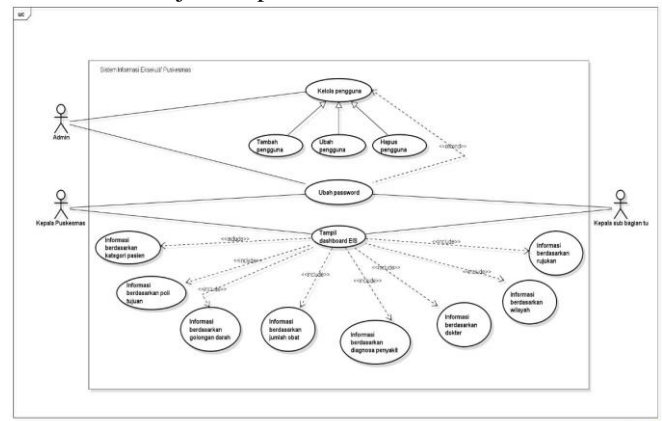 uc
Sistem Informasi Eksekutif Puskesmas
Kelola pengguna
Admin
Tambah
pengguna
Ubah
pengguna
Hapus
pengguna
<<extend>>
Ubah password
Kepala Puskesmas
Kepala sub bagian tu
Tampil
dashboard EIS
<<include>>
<<include>>
<<include>>
<<include>>
<<include>>
<<include>>
<<include>>
<<include>>
Informasi
berdasarkan
kategori pasien
Informasi
berdasarkan
rujukan
Informasi
berdasarkan poli
tujuan
Informasi
berdasarkan
wilayah
Informasi
berdasarkan
golongan darah
Informasi
berdasarkan
jumlah obat
Informasi
berdasarkan
diagnosa penyakit
Informasi
berdasarkan
dokter